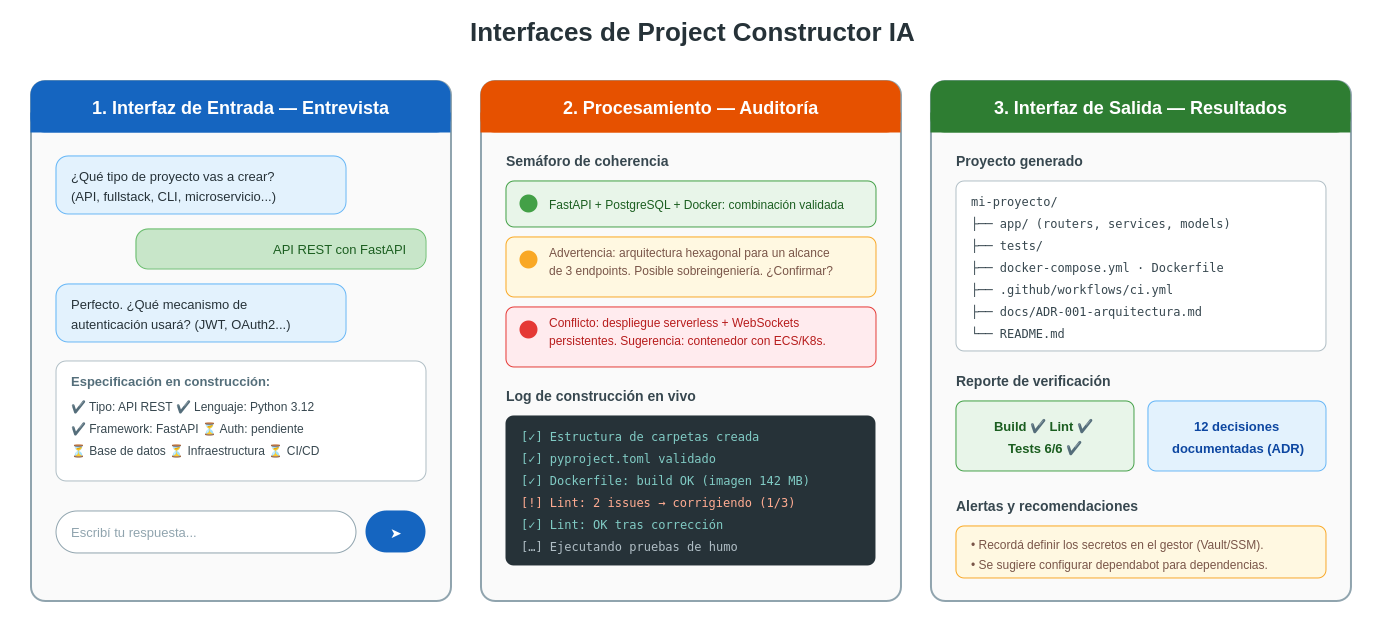 Interfaces de Project Constructor IA
1. Interfaz de Entrada — Entrevista
¿Qué tipo de proyecto vas a crear?
(API, fullstack, CLI, microservicio...)
API REST con FastAPI
Perfecto. ¿Qué mecanismo de
autenticación usará? (JWT, OAuth2...)
Especificación en construcción:
✔ Tipo: API REST ✔ Lenguaje: Python 3.12
✔ Framework: FastAPI ⏳ Auth: pendiente
⏳ Base de datos ⏳ Infraestructura ⏳ CI/CD
Escribí tu respuesta...
➤
2. Procesamiento — Auditoría
Semáforo de coherencia
FastAPI + PostgreSQL + Docker: combinación validada
Advertencia: arquitectura hexagonal para un alcance
de 3 endpoints. Posible sobreingeniería. ¿Confirmar?
Conflicto: despliegue serverless + WebSockets
persistentes. Sugerencia: contenedor con ECS/K8s.
Log de construcción en vivo
[✓] Estructura de carpetas creada
[✓] pyproject.toml validado
[✓] Dockerfile: build OK (imagen 142 MB)
[!] Lint: 2 issues → corrigiendo (1/3)
[✓] Lint: OK tras corrección
[…] Ejecutando pruebas de humo
3. Interfaz de Salida — Resultados
Proyecto generado
mi-proyecto/
├── app/ (routers, services, models)
├── tests/
├── docker-compose.yml · Dockerfile
├── .github/workflows/ci.yml
├── docs/ADR-001-arquitectura.md
└── README.md
Reporte de verificación
Build ✔ Lint ✔
Tests 6/6 ✔
12 decisiones
documentadas (ADR)
Alertas y recomendaciones
• Recordá definir los secretos en el gestor (Vault/SSM).
• Se sugiere configurar dependabot para dependencias.